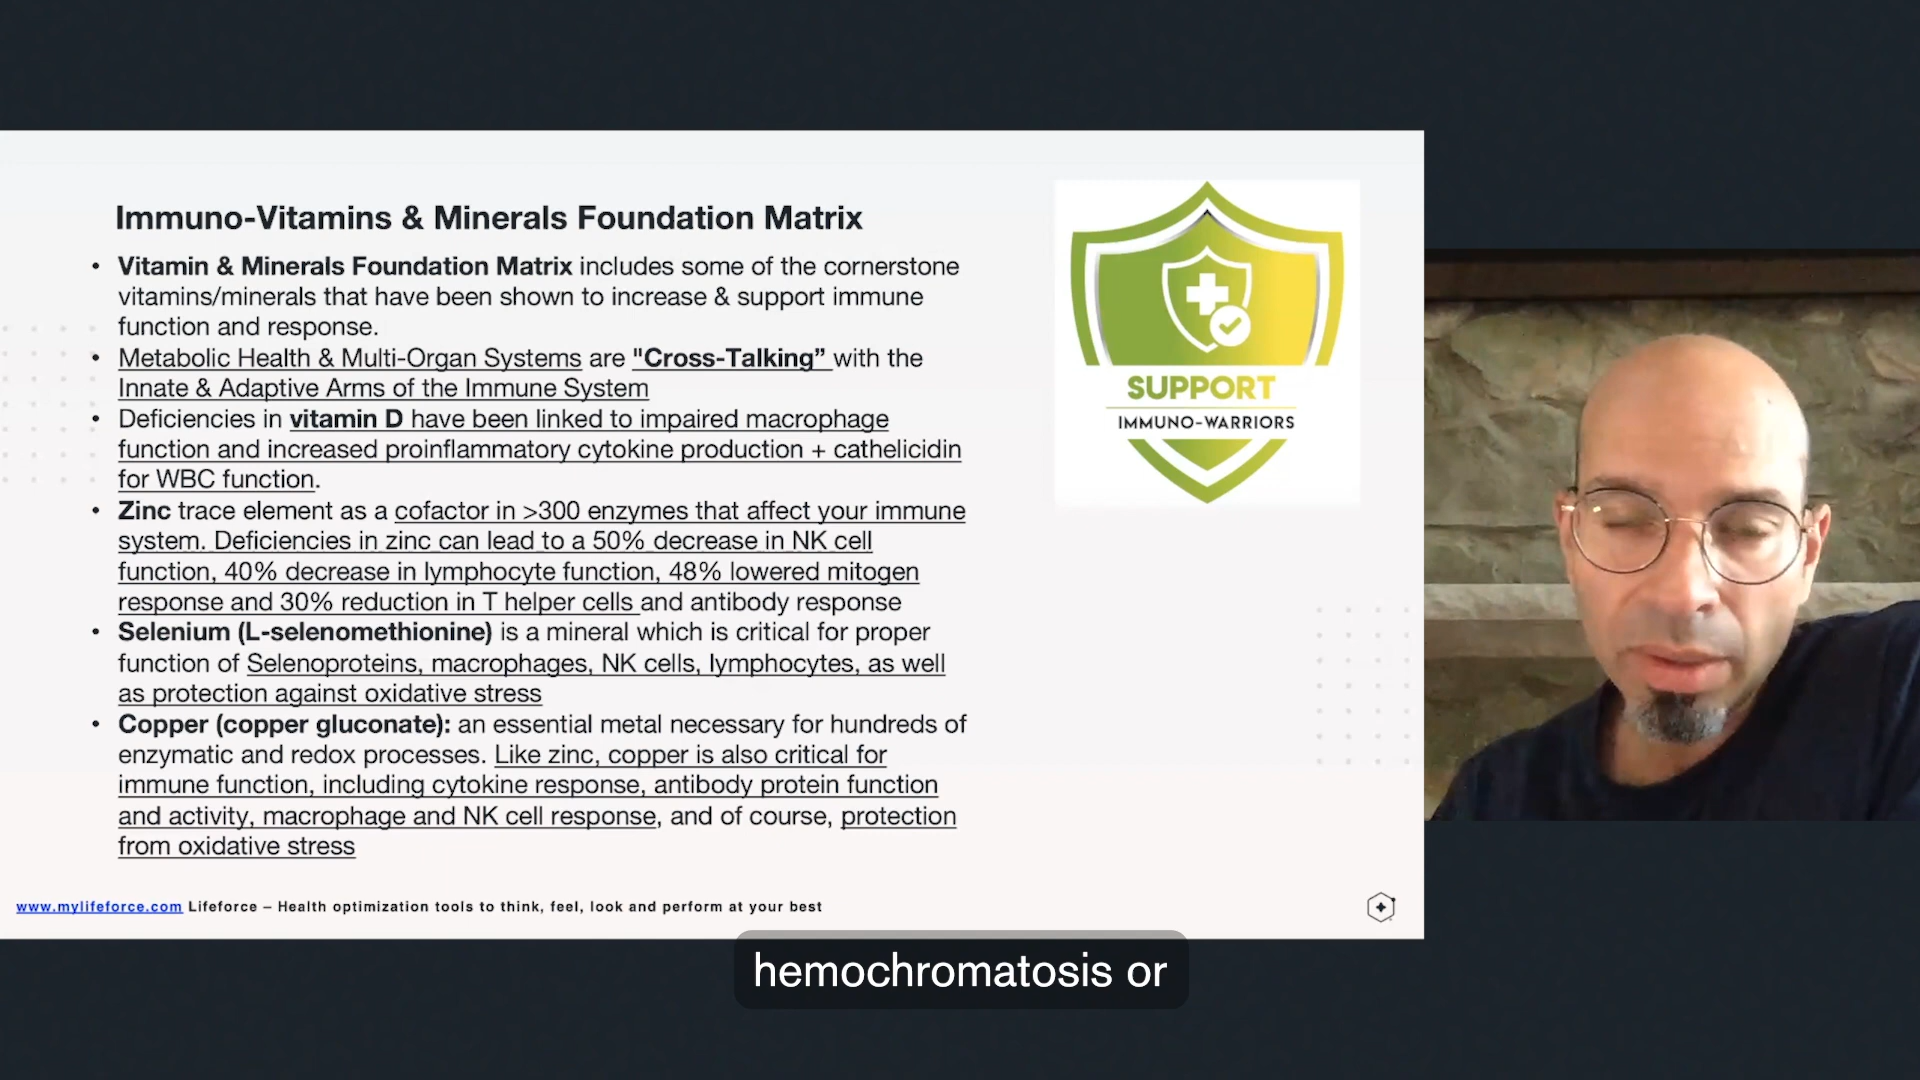 Immuno-Vitamins & Minerals Foundation Matrix
• Vitamin & Minerals Foundation Matrix includes some of the cornerstone
vitamins/minerals that have been shown to increase & support immune
function and response.
• Metabolic Health & Multi-Organ Systems are "Cross-Talking” with the
Innate & Adaptive Arms of the Immune System
• Deficiencies in vitamin D have been linked to impaired macrophage
function and increased proinflammatory cytokine production + cathelicidin
for WBC function.
• Zinc trace element as a cofactor in >300 enzymes that affect your immune
system. Deficiencies in zinc can lead to a 50% decrease in NK cell
function, 40% decrease in lymphocyte function, 48% lowered mitogen
response and 30% reduction in T helper cells and antibody response
• Selenium (L-selenomethionine) is a mineral which is critical for proper
function of Selenoproteins, macrophages, NK cells, lymphocytes, as well
as protection against oxidative stress
• Copper (copper gluconate): an essential metal necessary for hundreds of
enzymatic and redox processes. Like zinc, copper is also critical for
immune function, including cytokine response, antibody protein function
and activity, macrophage and NK cell response, and of course, protection
from oxidative stress
SUPPORT
IMMUNO-WARRIORS
www.mylifeforce.com Lifeforce – Health optimization tools to think, feel, look and perform at your best
hemochromatosis or